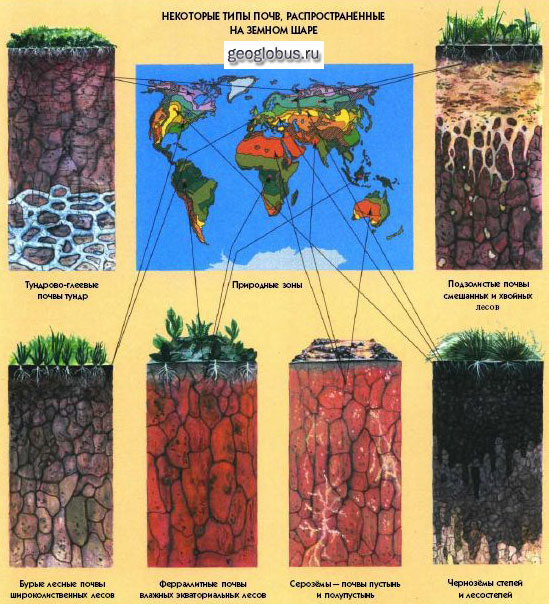 НЕКОТОРЫЕ ТИПЫ ПОЧВ, РАСПРОСТРАНЁННЫЕ
НА ЗЕМНОМ ШАРЕ
geoglobus.ru
Тундрово-глеевые
почвы тундр
Природные зоны
Подзолистые почвы
смешанных и хвойных
лесов
Бурые лесные почвы
широколиственных лесов
Ферраллитные почвы
влажных экваториальных лесов
Серозёмы – почвы пустынь
и полупустынь
Чернозёмы степей
и лесостепей